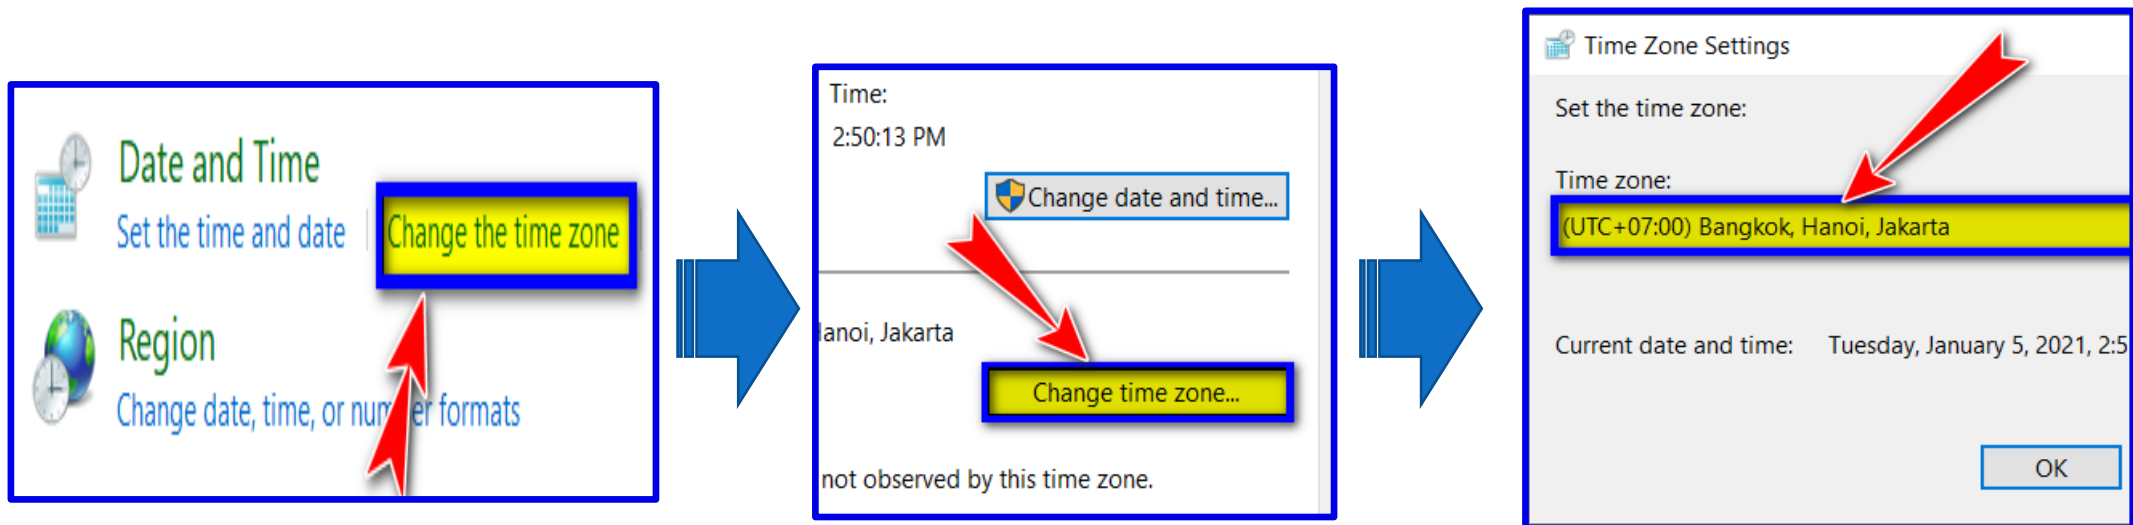 Date and Time
Set the time and date
Change the time zone
Region
Change date, time, or number formats
Time:
2:50:13 PM
Change date and time...
anoi, Jakarta
Change time zone...
not observed by this time zone.
Time Zone Settings
Set the time zone:
Time zone:
(UTC+07:00) Bangkok, Hanoi, Jakarta
Current date and time: Tuesday, January 5, 2021, 2:5
OK